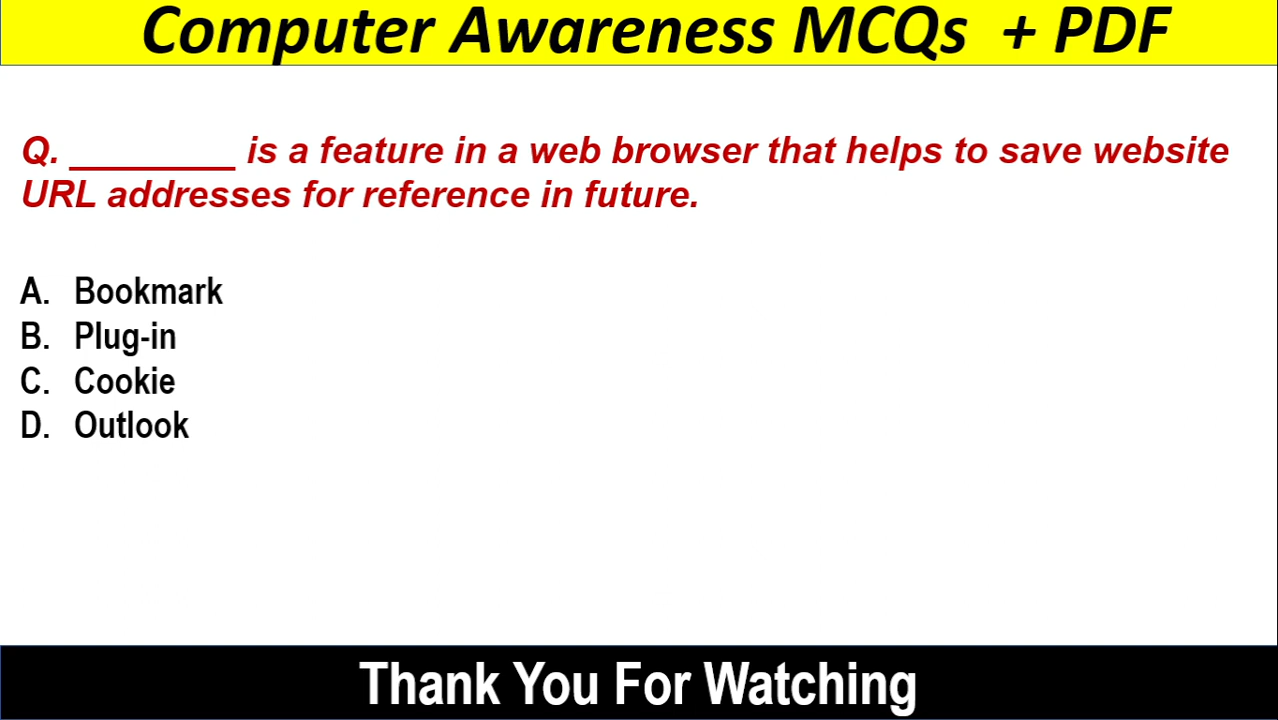 Computer Awareness MCQs + PDF
Q. ________ is a feature in a web browser that helps to save website
URL addresses for reference in future.
A. Bookmark
B. Plug-in
C. Cookie
D. Outlook
Thank You For Watching